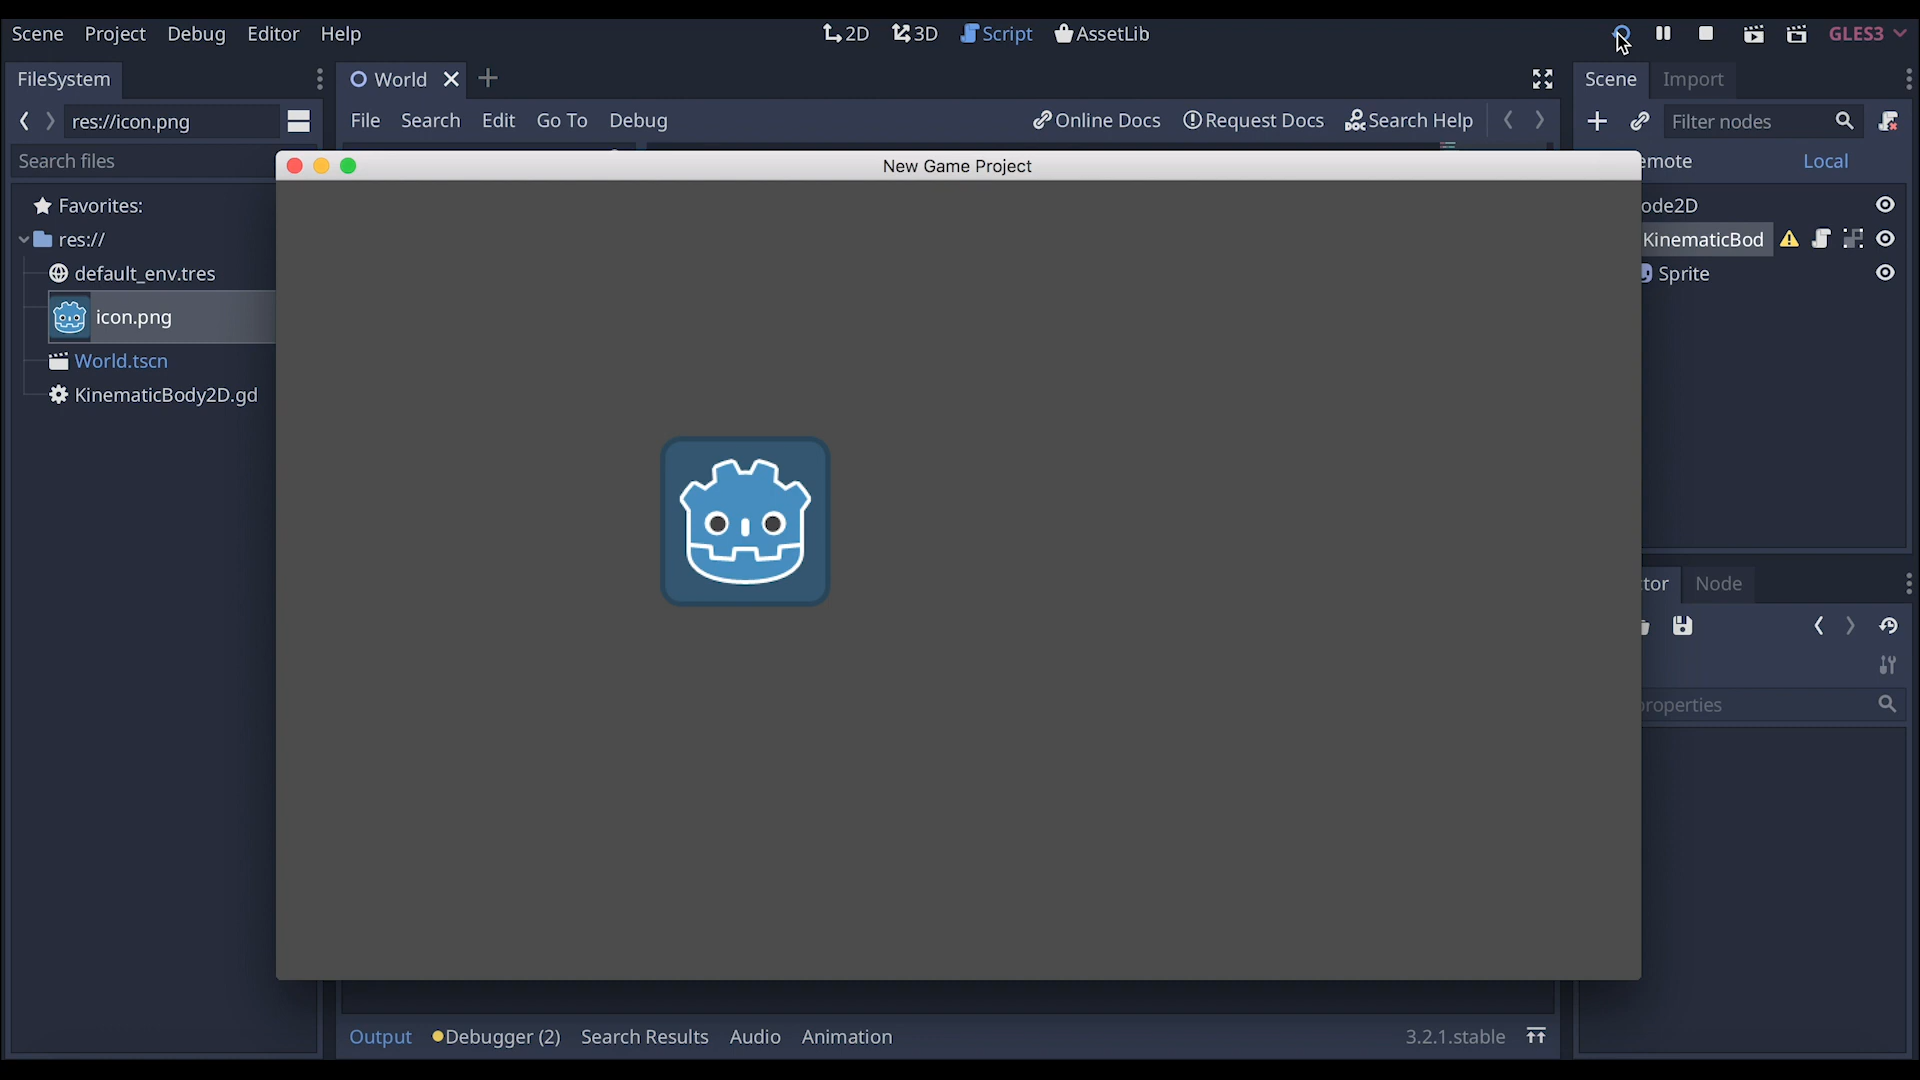 Scene Project Debug Editor Help 2D 3D Script AssetLib GLES3
FileSystem World Scene Import
res://icon.png File Search Edit Go To Debug Online Docs Request Docs Search Help Filter nodes
Search files New Game Project emote Local
Favorites: ode2D
res:// KinematicBod
default_env.tres Sprite
icon.png
World.tscn
KinematicBody2D.gd
tor Node
properties
Output Debugger (2) Search Results Audio Animation 3.2.1.stable